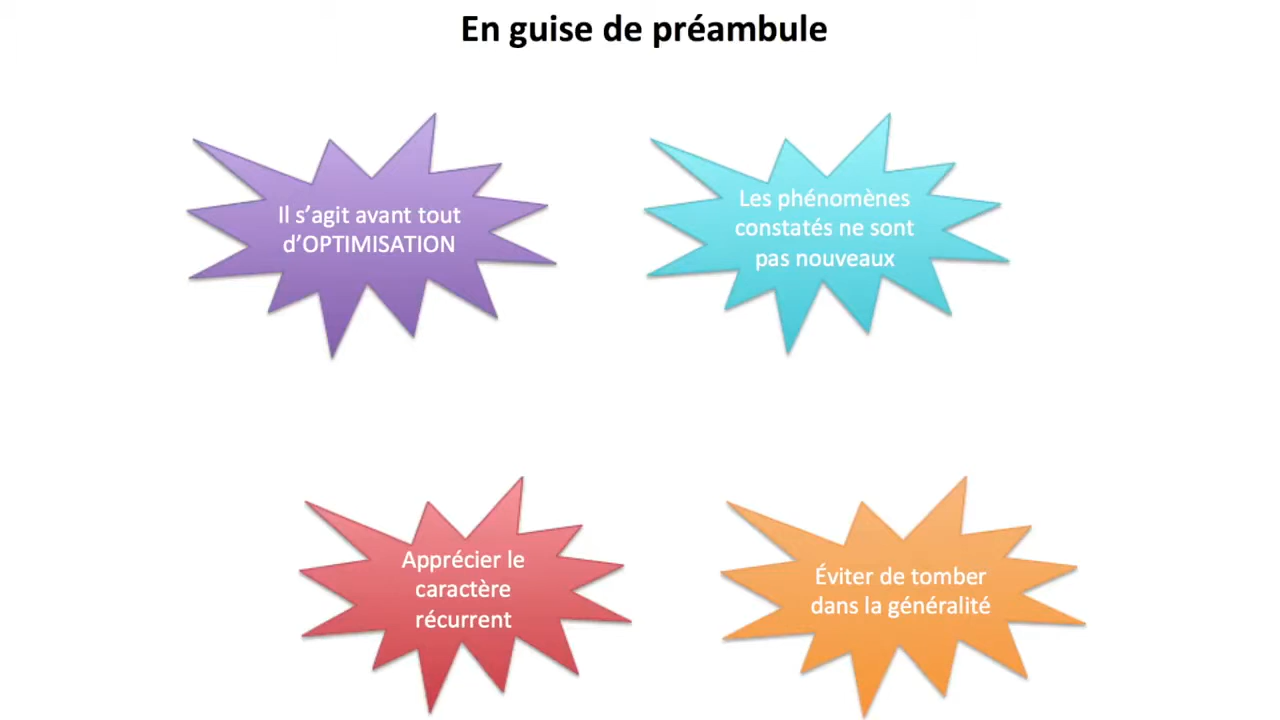 En guise de préambule
Il s’agit avant tout
d’OPTIMISATION
Les phénomènes
constatés ne sont
pas nouveaux
Apprécier le
caractère
récurrent
Éviter de tomber
dans la généralité